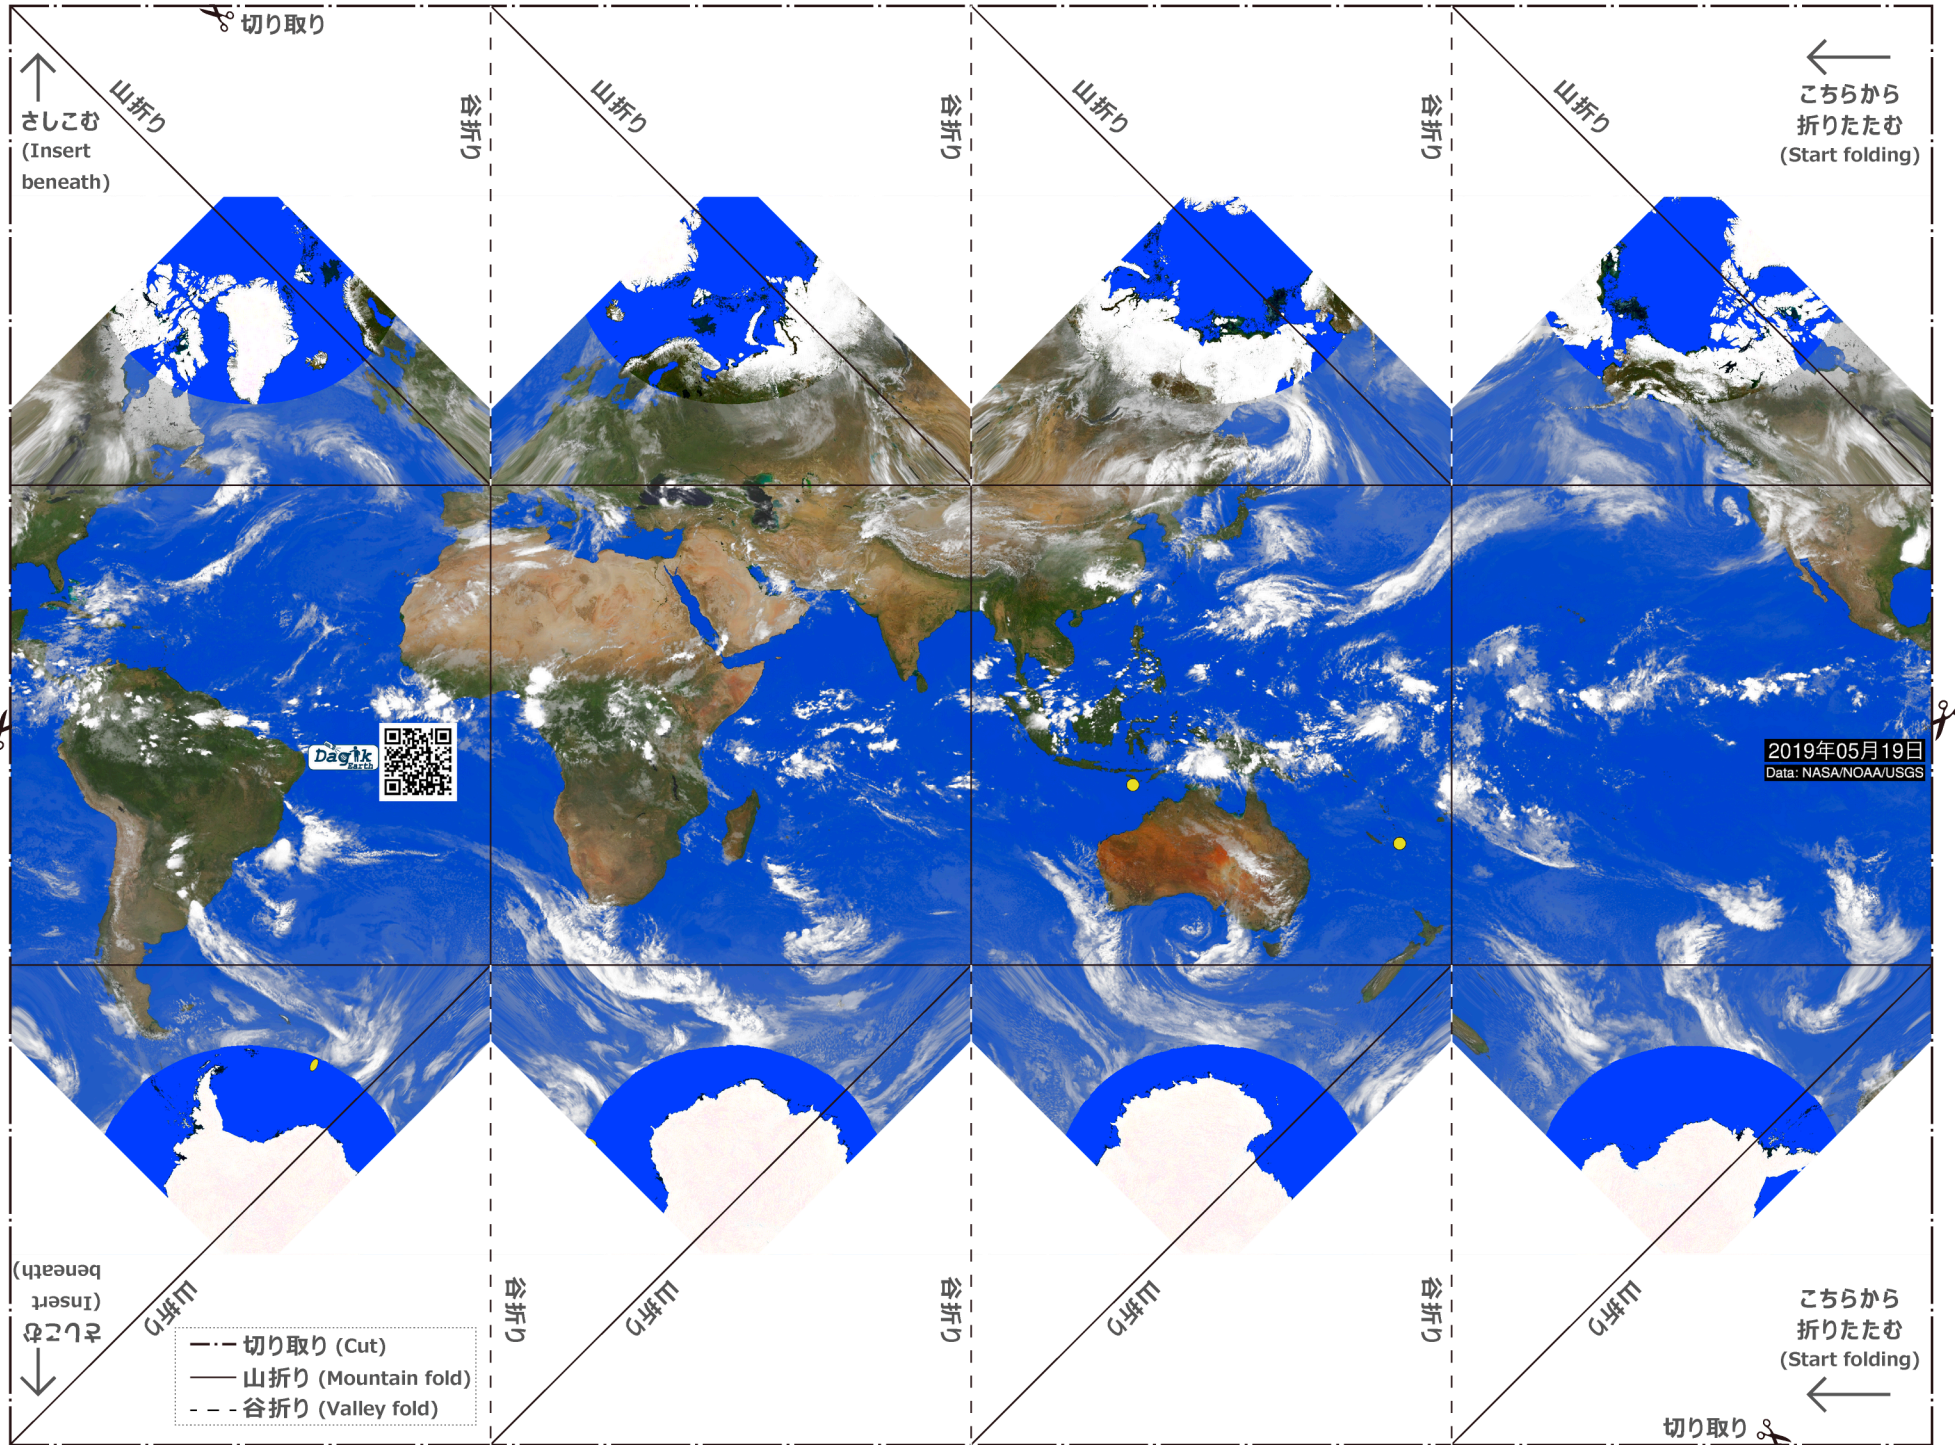 切り取り
さしこむ
(Insert
beneath)
山折り
谷折り
山折り
谷折り
山折り
谷折り
山折り
こちらから
折りたたむ
(Start folding)
Dagik
Earth
2019年05月19日
Data: NASA/NOAA/USGS
さしこむ
(Insert
beneath)
山折り
谷折り
山折り
谷折り
山折り
谷折り
山折り
こちらから
折りたたむ
(Start folding)
切り取り (Cut)
山折り (Mountain fold)
谷折り (Valley fold)
切り取り